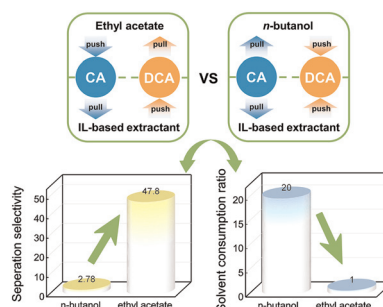 Ethyl acetate
push
pull
CA
DCA
pull
push
IL-based extractant
VS
n-butanol
pull
push
CA
DCA
push
pull
IL-based extractant
Seperation selectivity
50
40
30
20
10
0
2.78
47.8
n-butanol
ethyl acetate
Solvent consumption ratio
20
15
10
5
0
20
1
n-butanol
ethyl acetate